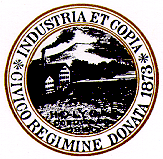 · INDUSTRIA ET COPIA ·
CIVICO REGIMINE DONATA 1873